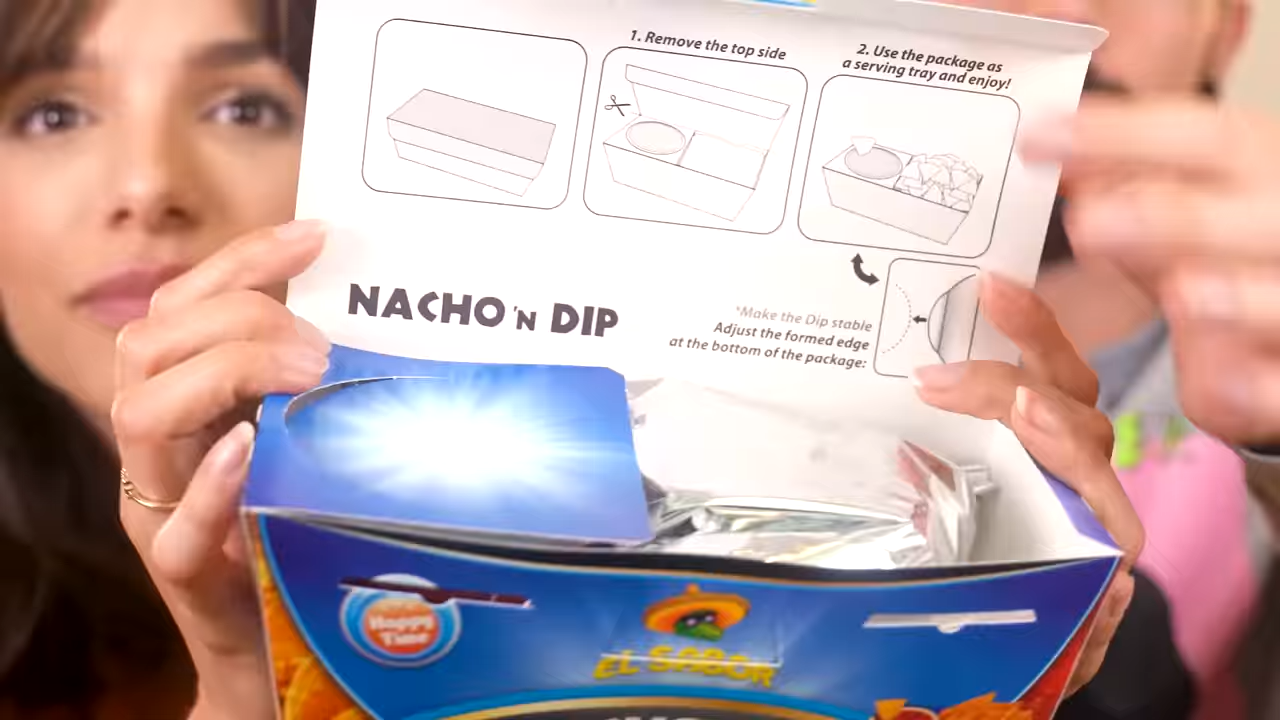 1. Remove the top side
2. Use the package as
a serving tray and enjoy!
NACHO 'N DIP
*Make the Dip stable
Adjust the formed edge
at the bottom of the package:
Happy
Time
EL SABOR